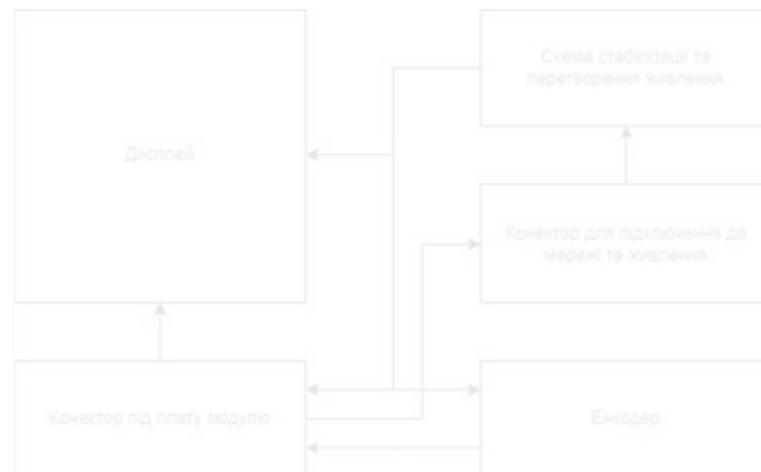 Схема стабілізації та
перетворення живлення
Дисплей
Конектор для підключення до
мережі та живлення
Конектор під плату модулю
Енкодер